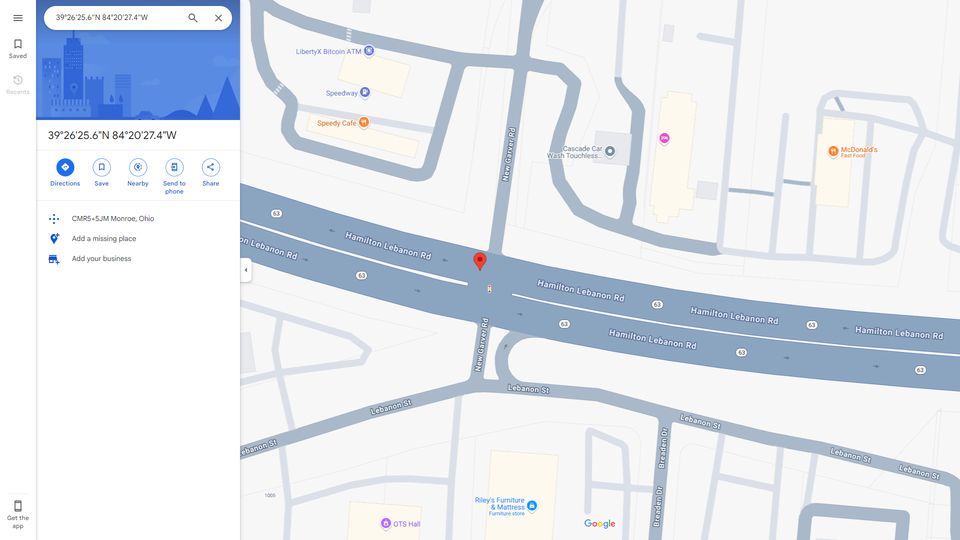 39°26'25.6"N 84°20'27.4"W
Saved
Recents
39°26'25.6"N 84°20'27.4"W
Directions
Save
Nearby
Send to
phone
Share
CMR5+5JM Monroe, Ohio
Add a missing place
Add your business
Get the
app
LibertyX Bitcoin ATM
Speedway
Speedy Cafe
New Garver Rd
Cascade Car
Wash Touchless...
McDonald's
Fast Food
63
Hamilton Lebanon Rd
on Lebanon Rd
63
Hamilton Lebanon Rd
63
Hamilton Lebanon Rd
63
Hamilton Lebanon Rd
63
Hamilton Lebanon Rd
63
63
New Garver Rd
Lebanon St
Lebanon St
Lebanon St
Lebanon St
Lebanon St
ebanon St
Breaden Dr
Breaden Dr
1005
Riley's Furniture
& Mattress
Furniture store
OTS Hall
Google